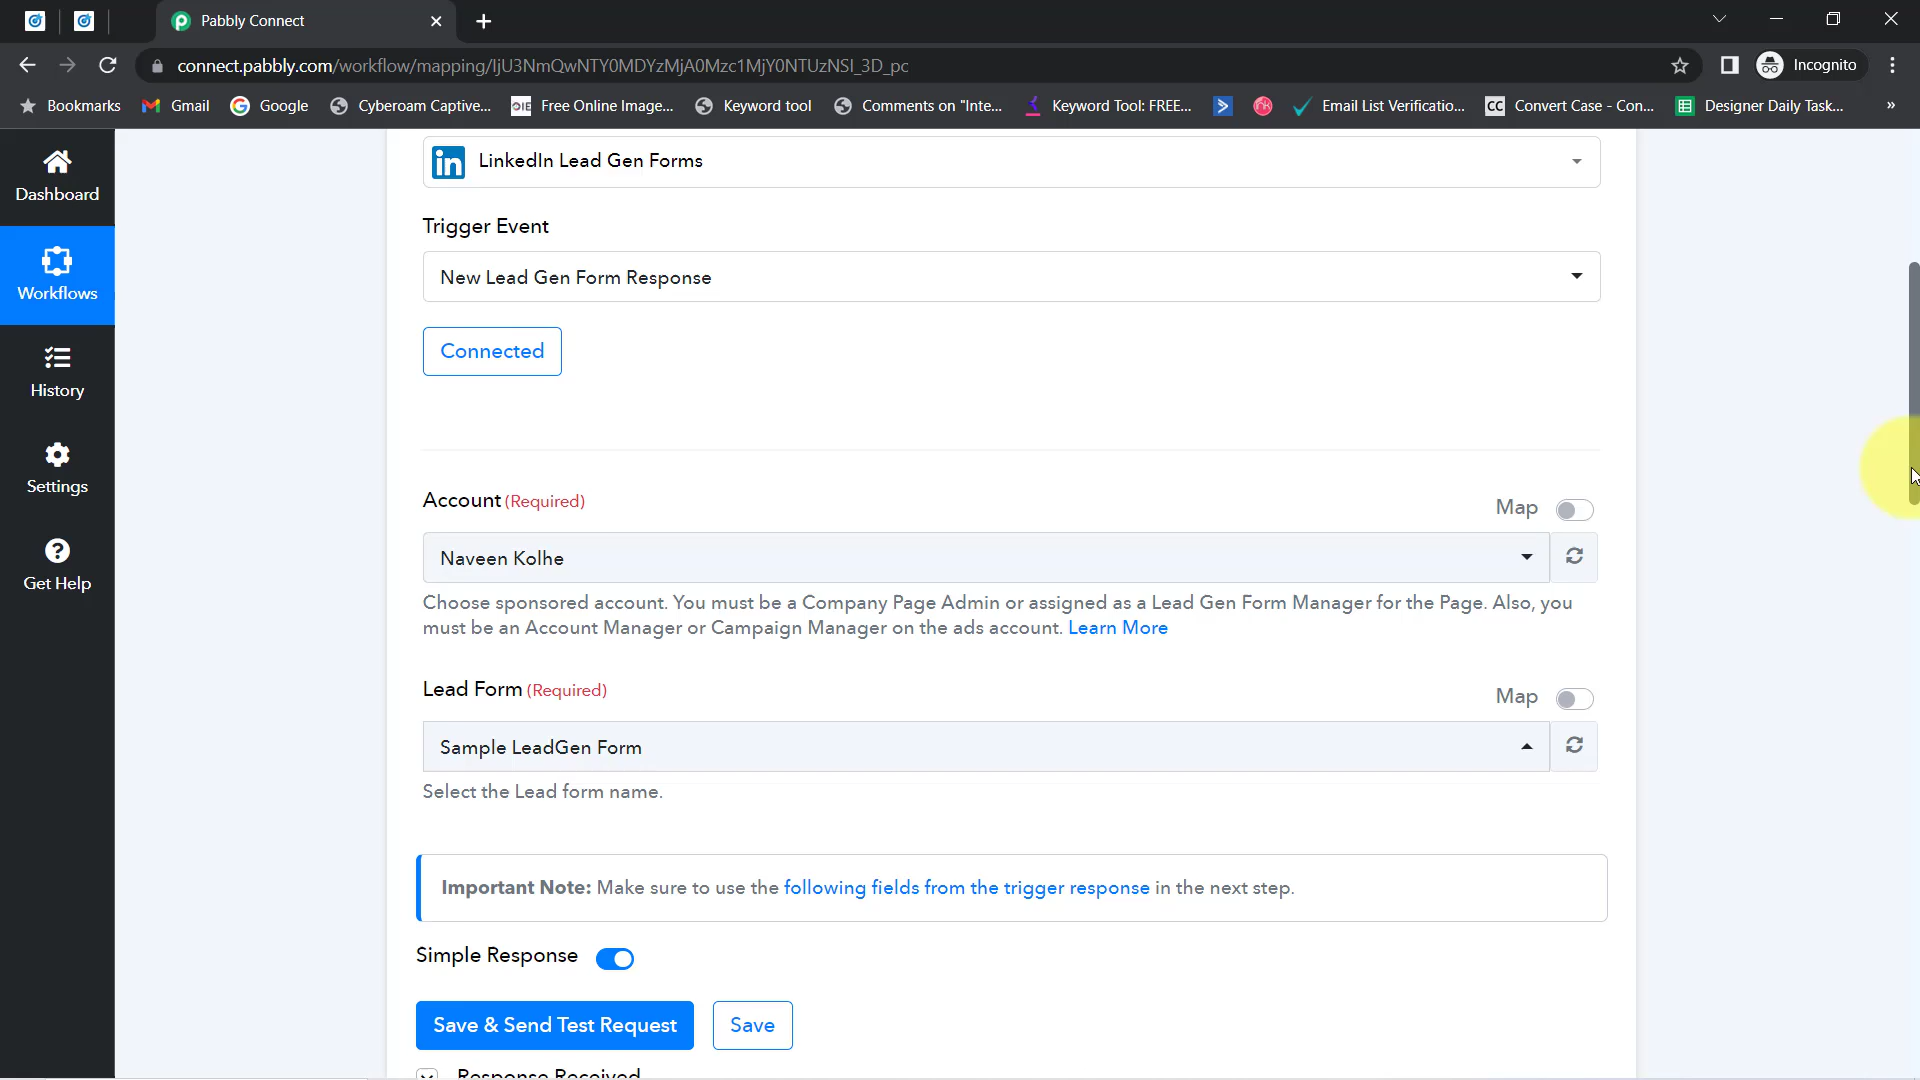 Pabbly Connect
connect.pabbly.com/workflow/mapping/IjU3NmQwNTY0MDYzMjA0Mzc1MjY0NTUzNSI_3D_pc
Incognito
Bookmarks Gmail Google Cyberoam Captive... Free Online Image... Keyword tool Comments on "Inte... Keyword Tool: FREE... Email List Verificatio... CC Convert Case - Con... Designer Daily Task... »
Dashboard
Workflows
History
Settings
Get Help
LinkedIn Lead Gen Forms
Trigger Event
New Lead Gen Form Response
Connected
Account (Required)
Map
Naveen Kolhe
Choose sponsored account. You must be a Company Page Admin or assigned as a Lead Gen Form Manager for the Page. Also, you
must be an Account Manager or Campaign Manager on the ads account. Learn More
Lead Form (Required)
Map
Sample LeadGen Form
Select the Lead form name.
Important Note: Make sure to use the following fields from the trigger response in the next step.
Simple Response
Save & Send Test Request
Save
Response Received